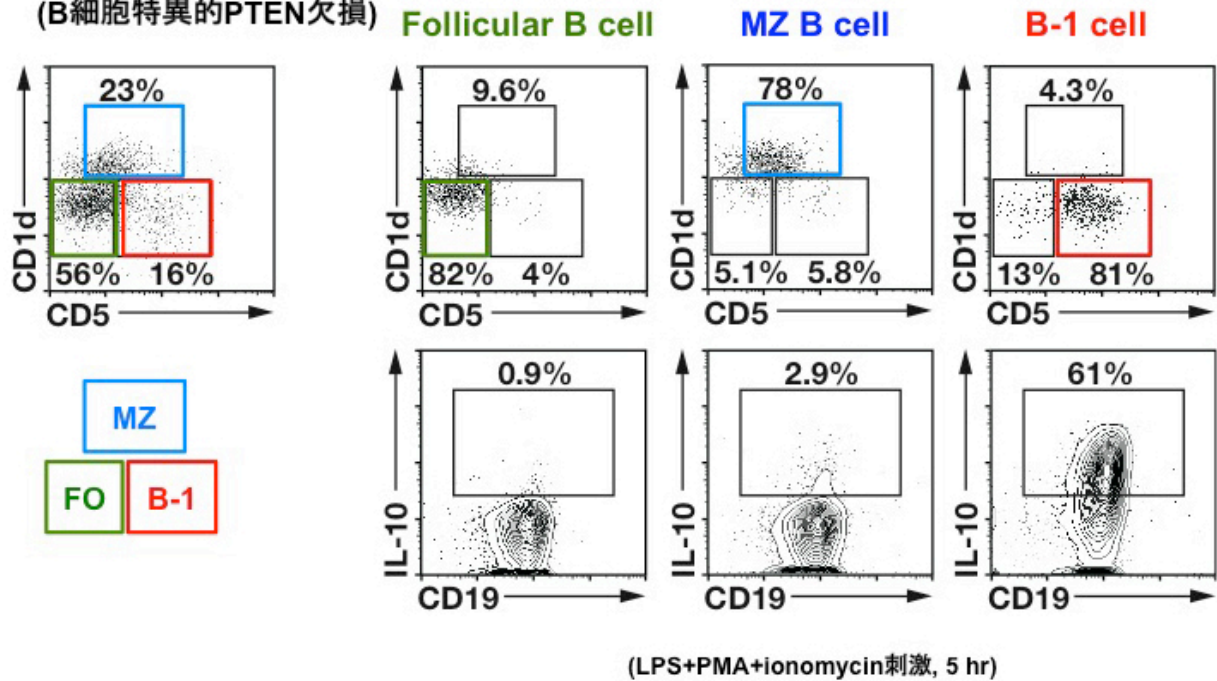 (B細胞特異的PTEN欠損)
Follicular B cell
MZ B cell
B-1 cell
23%
9.6%
78%
4.3%
CD1d
CD1d
CD1d
CD1d
56%
16%
82%
4%
5.1%
5.8%
13%
81%
CD5
CD5
CD5
CD5
MZ
FO
B-1
0.9%
2.9%
61%
IL-10
IL-10
IL-10
CD19
CD19
CD19
(LPS+PMA+ionomycin刺激, 5 hr)